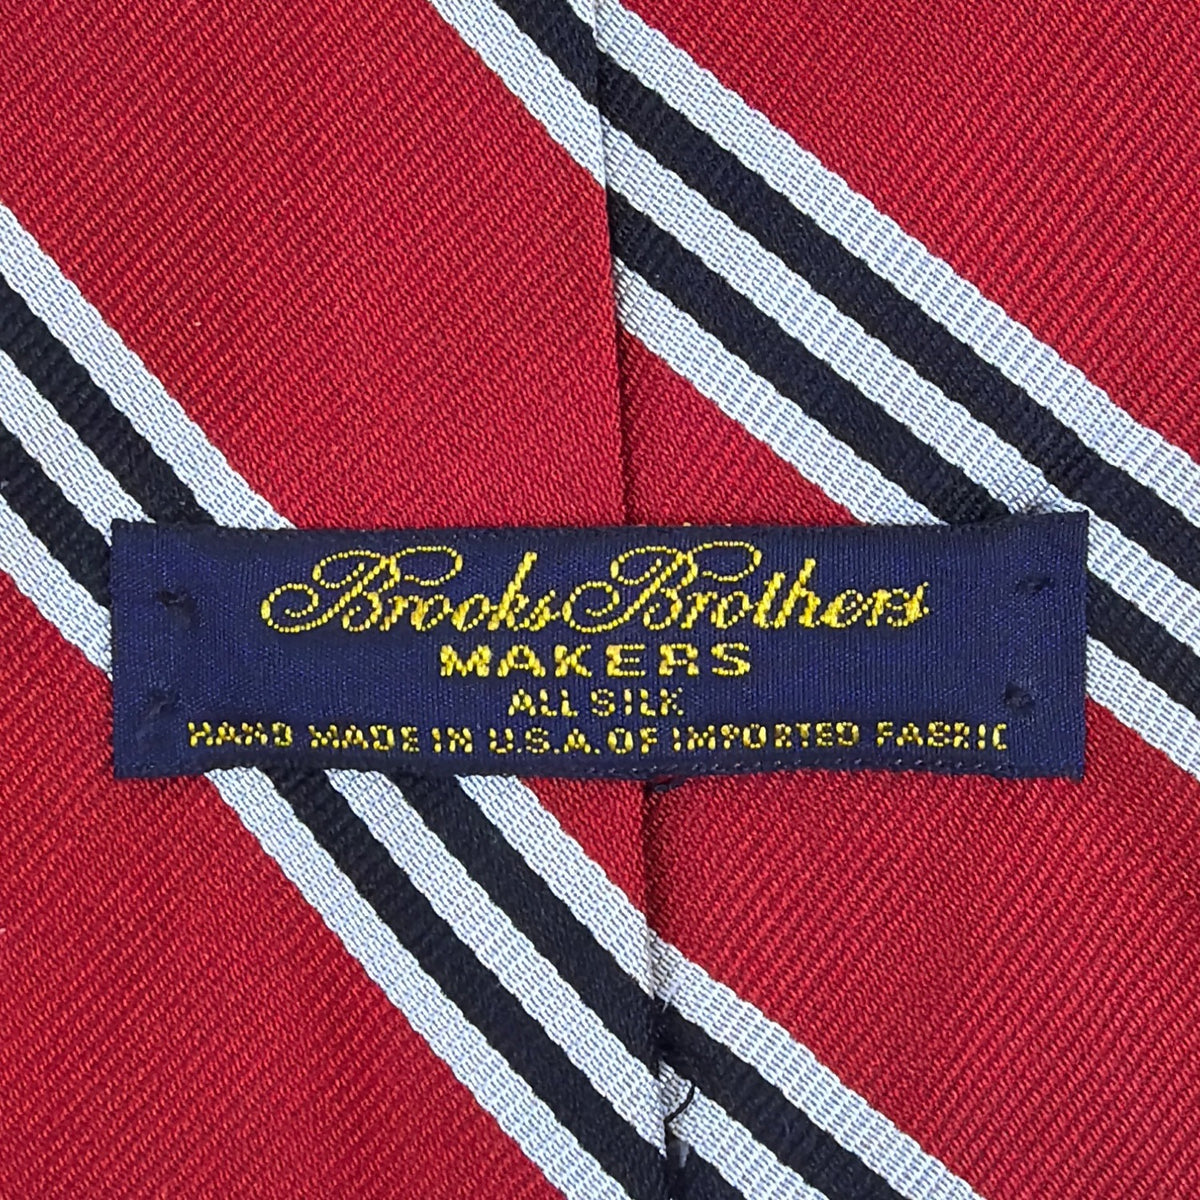 Brooks Brothers
MAKERS
ALL SILK
HAND MADE IN U.S.A. OF IMPORTED FABRIC